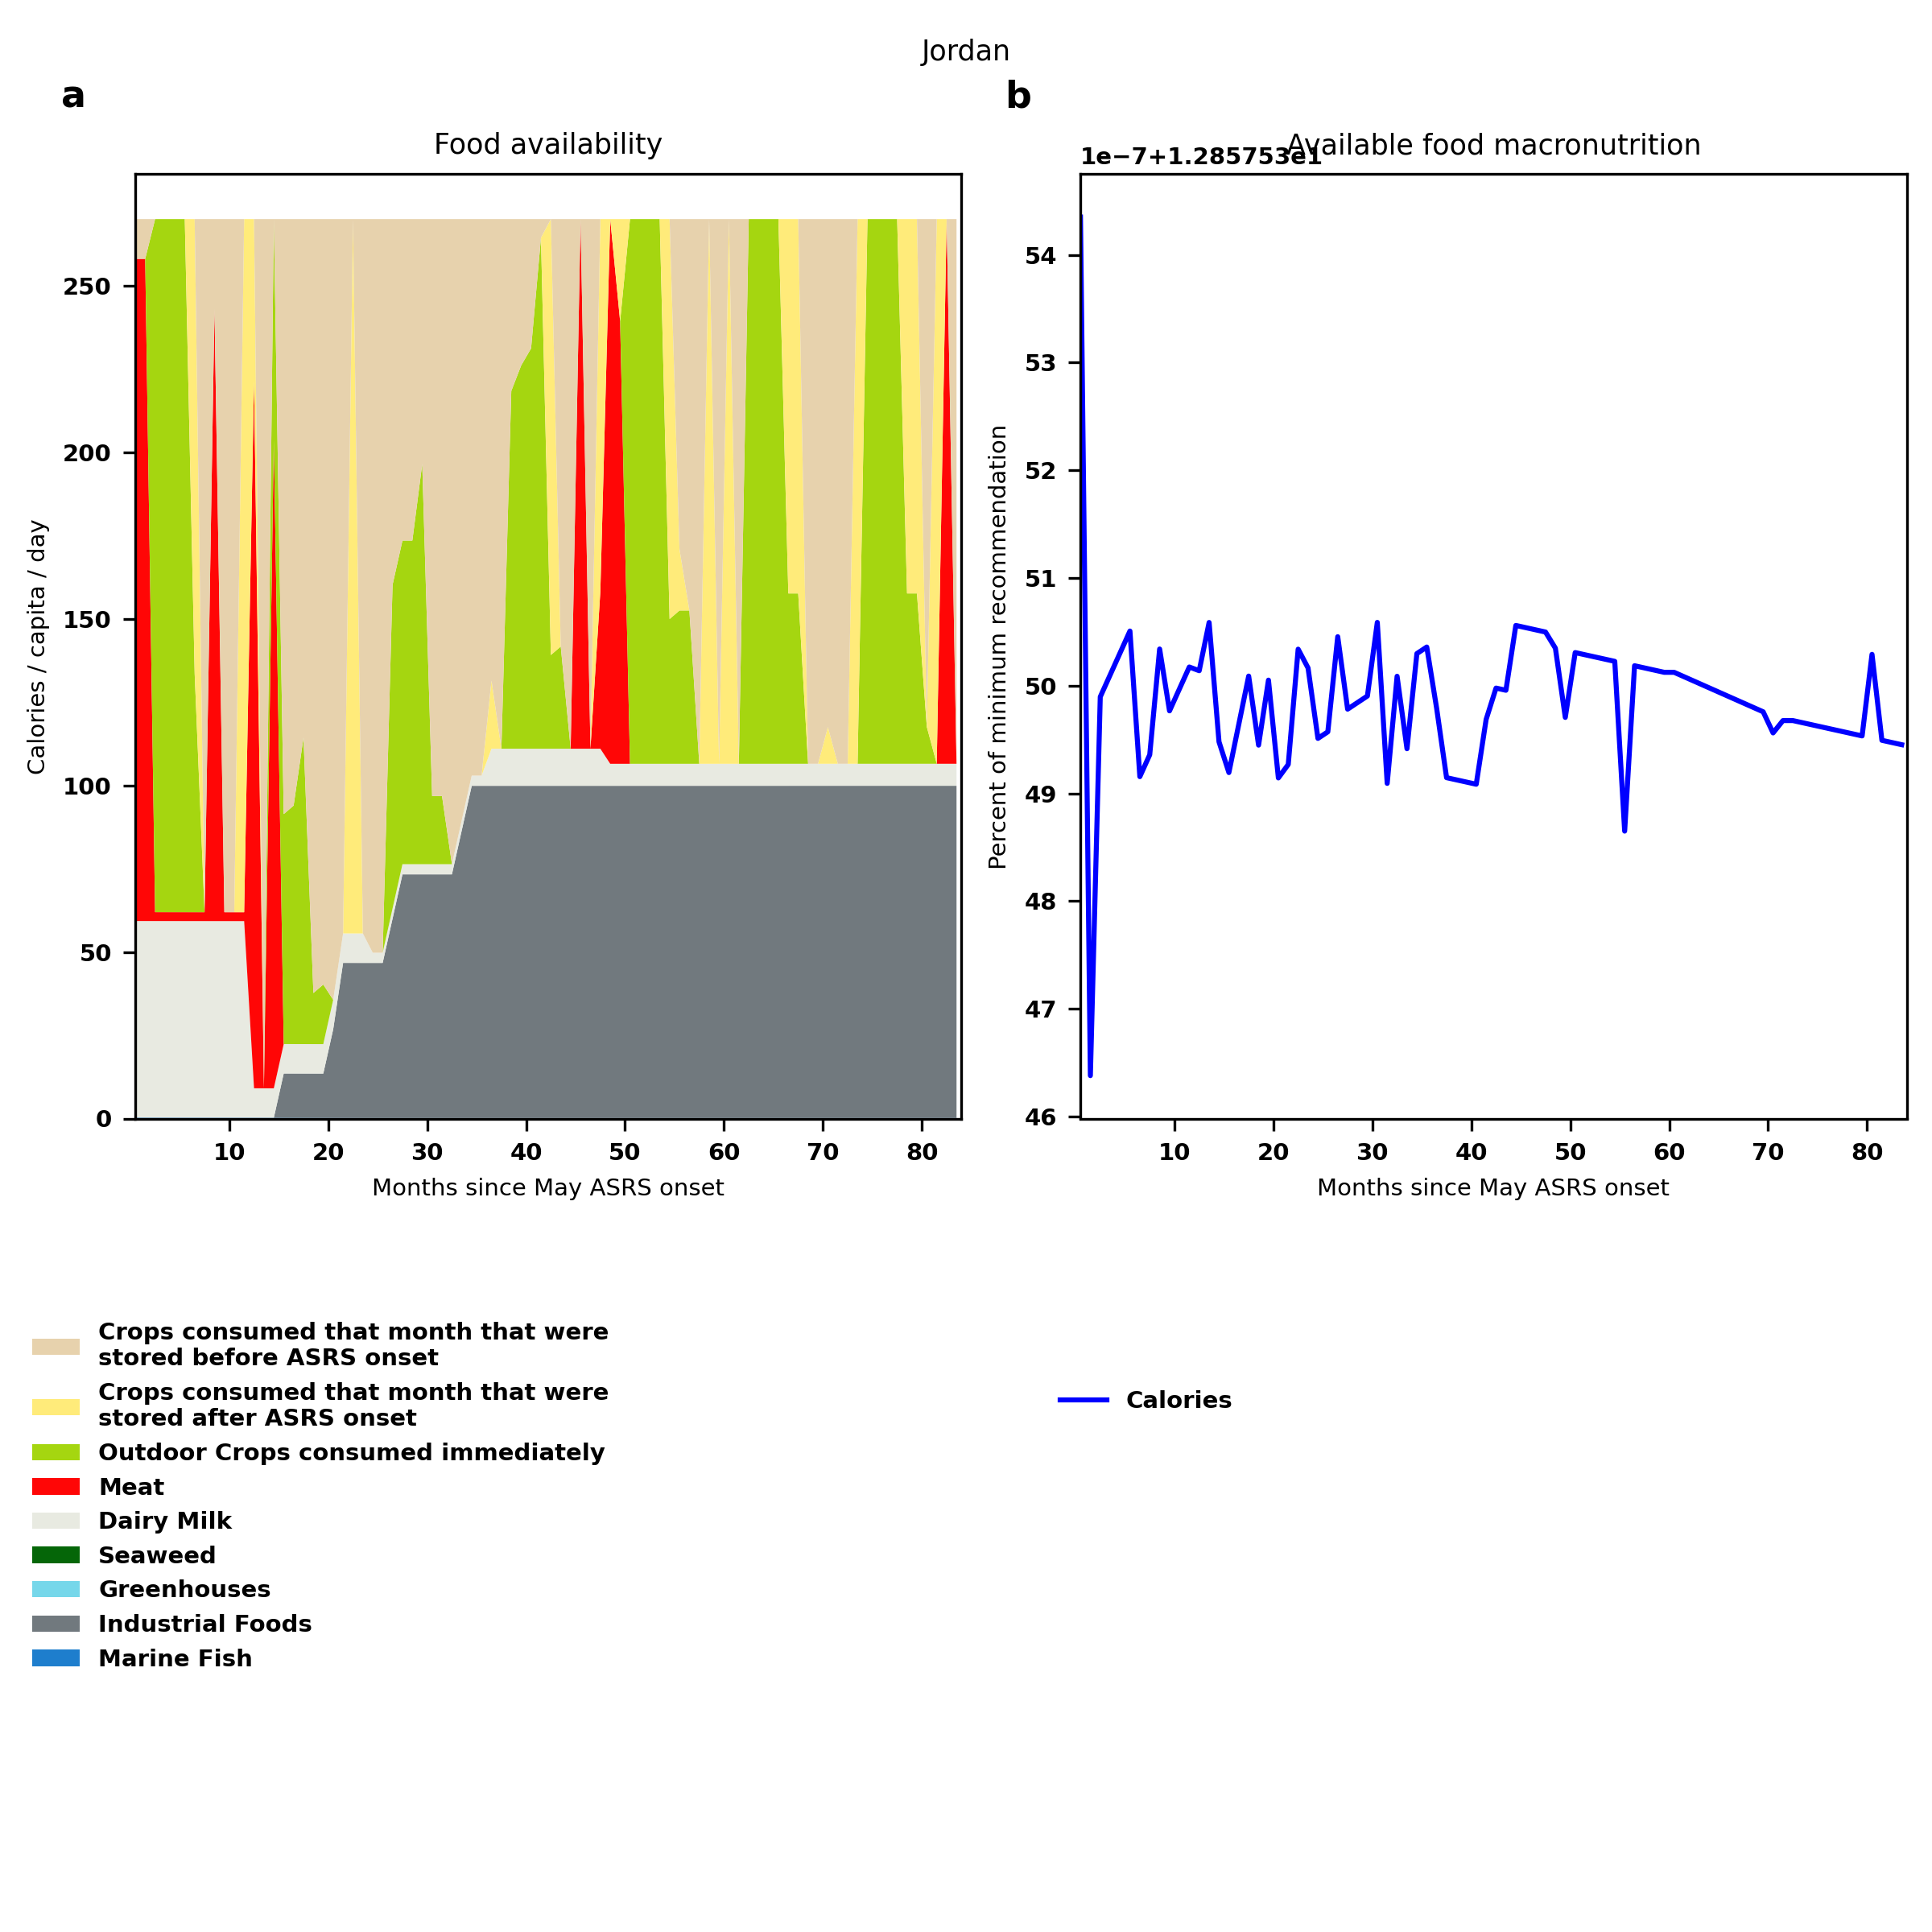 Jordan
a
b
Food availability
Available food macronutrition
1e−7+1.285753e1
250
200
150
100
50
0
Calories / capita / day
10 20 30 40 50 60 70 80
Months since May ASRS onset
54
53
52
51
50
49
48
47
46
Percent of minimum recommendation
10 20 30 40 50 60 70 80
Months since May ASRS onset
Crops consumed that month that were
stored before ASRS onset
Crops consumed that month that were
stored after ASRS onset
Outdoor Crops consumed immediately
Meat
Dairy Milk
Seaweed
Greenhouses
Industrial Foods
Marine Fish
Calories